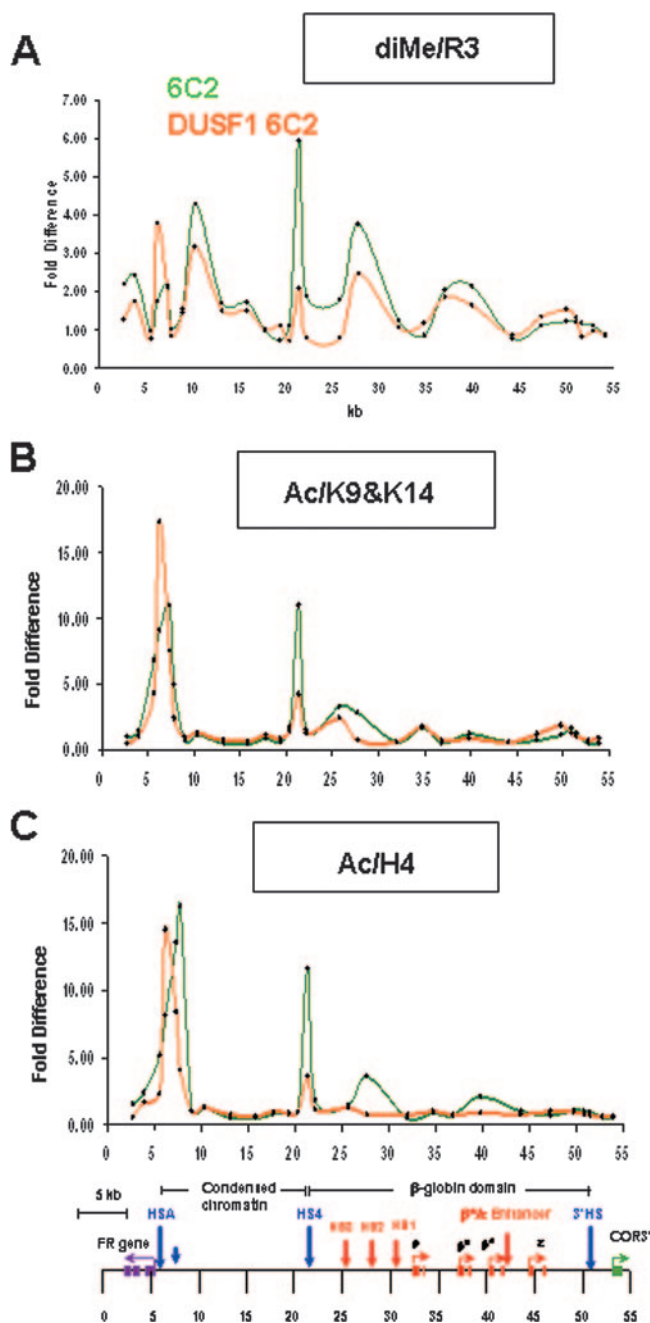 A
diMe/R3
6C2
DUSF1 6C2
7.00
6.00
5.00
4.00
3.00
2.00
1.00
0.00
Fold Difference
0 5 10 15 20 25 30 35 40 45 50 55
kb
B
Ac/K9&K14
20.00
15.00
10.00
5.00
0.00
Fold Difference
0 5 10 15 20 25 30 35 40 45 50 55
C
Ac/H4
20.00
15.00
10.00
5.00
0.00
Fold Difference
0 5 10 15 20 25 30 35 40 45 50 55
5 kb
Condensed chromatin
β-globin domain
HSA
HS4
HS3
HS2
HS1
Enhancer
3'HS
FR gene
ρ
COR3'
0 5 10 15 20 25 30 35 40 45 50 55